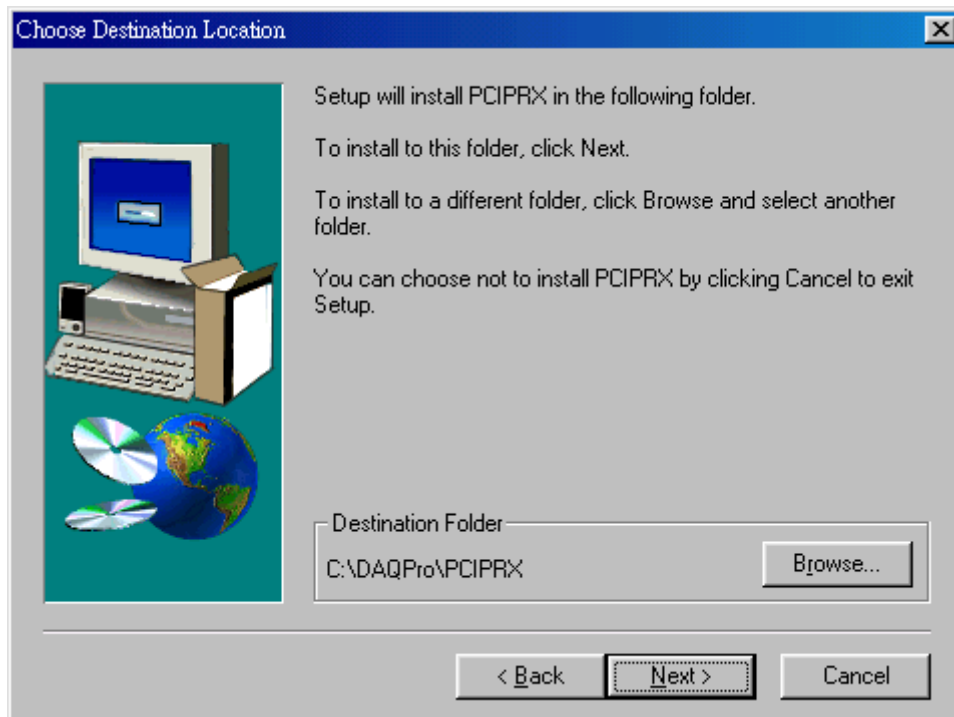 Choose Destination Location
Setup will install PCIPRX in the following folder.
To install to this folder, click Next.
To install to a different folder, click Browse and select another
folder.
You can choose not to install PCIPRX by clicking Cancel to exit
Setup.
Destination Folder
C:\DAQPro\PCIPRX
Browse...
< Back
Next >
Cancel